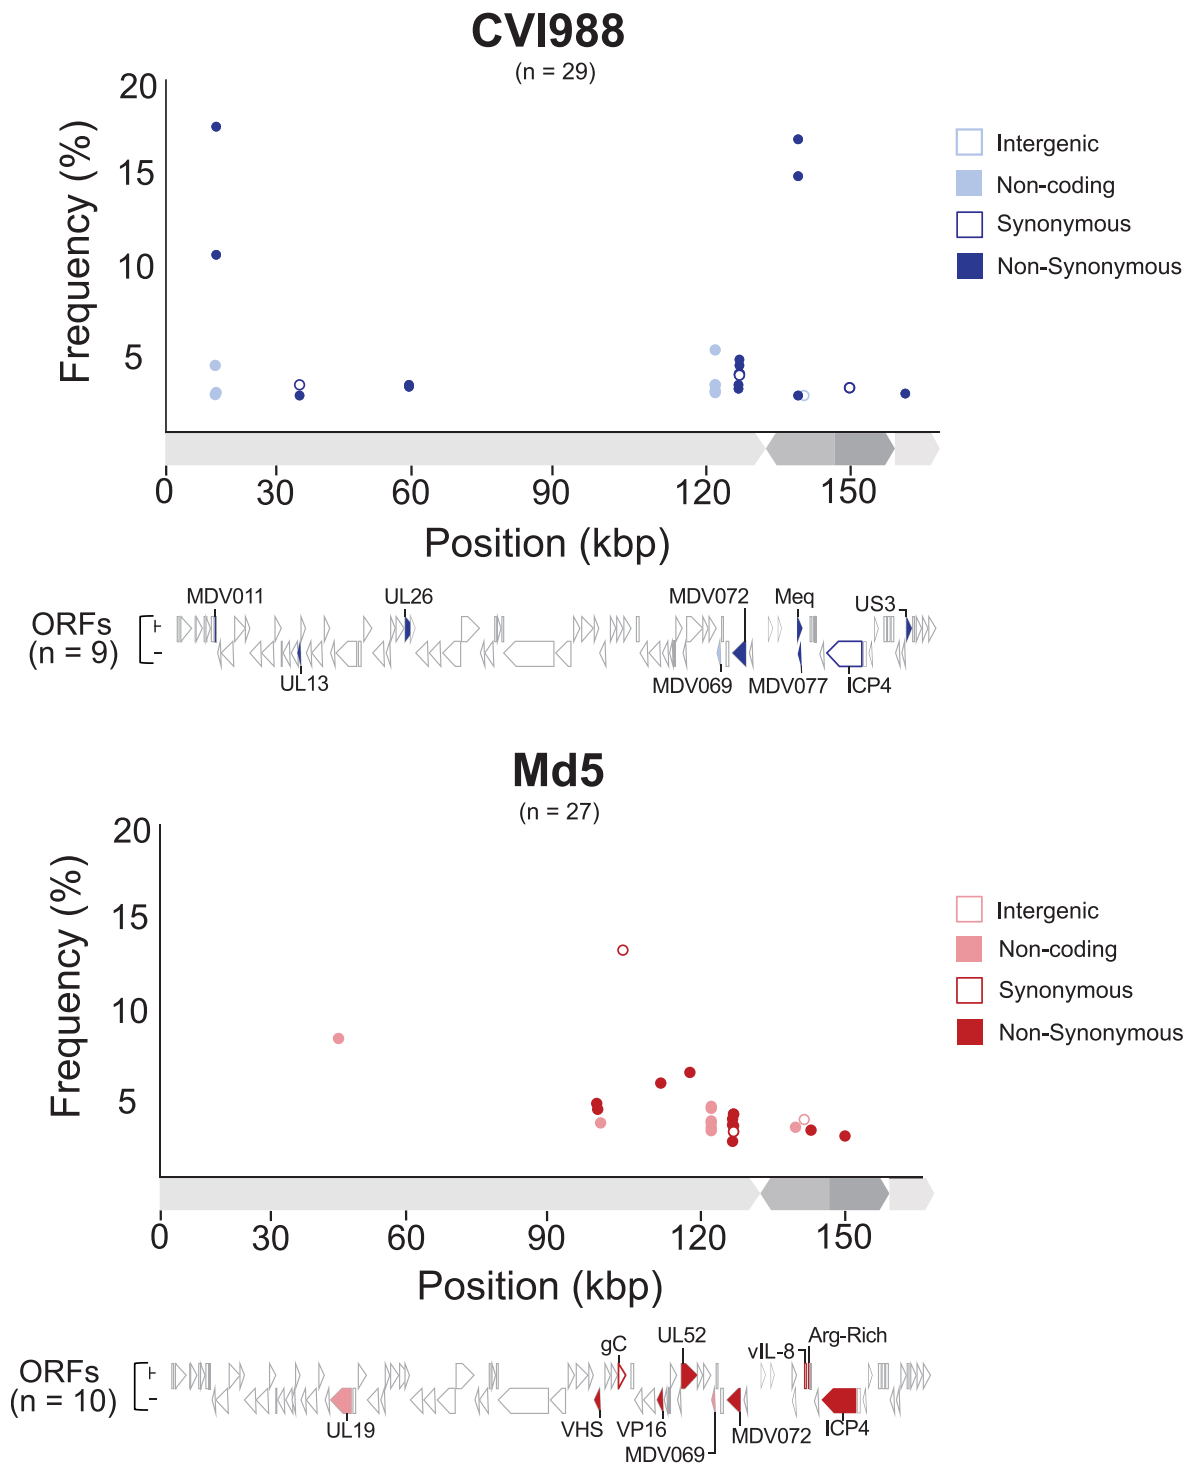 CVI988
(n = 29)
Frequency (%)
20
15
10
5
Intergenic
Non-coding
Synonymous
Non-Synonymous
0 30 60 90 120 150
Position (kbp)
ORFs
(n = 9)
+
-
MDV011 UL26 MDV072 Meq US3
UL13 MDV069 MDV077 ICP4
Md5
(n = 27)
Frequency (%)
20
15
10
5
Intergenic
Non-coding
Synonymous
Non-Synonymous
0 30 60 90 120 150
Position (kbp)
ORFs
(n = 10)
+
-
gC UL52 vIL-8 Arg-Rich
UL19 VHS VP16 MDV069 MDV072 ICP4